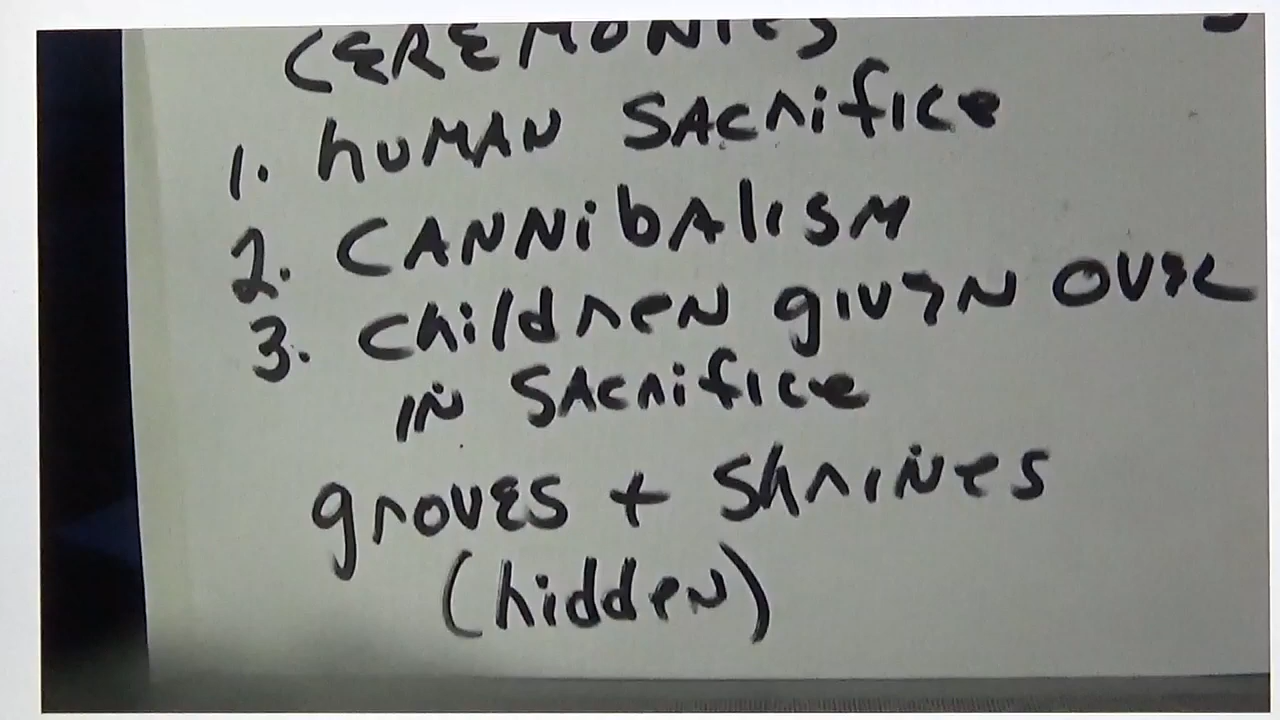 CEREMONIES
1. hUMAN SACrifice
2. CANNibAlISM
3. Children given over
IN SACrifice
groves + Shrines
(hidden)